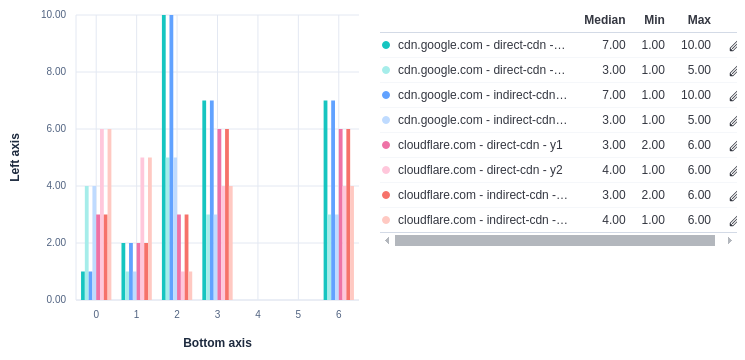 10.00
8.00
6.00
4.00
2.00
0.00
Left axis
0 1 2 3 4 5 6
Bottom axis
Median Min Max
cdn.google.com - direct-cdn -... 7.00 1.00 10.00
cdn.google.com - direct-cdn -... 3.00 1.00 5.00
cdn.google.com - indirect-cdn... 7.00 1.00 10.00
cdn.google.com - indirect-cdn... 3.00 1.00 5.00
cloudflare.com - direct-cdn - y1 3.00 2.00 6.00
cloudflare.com - direct-cdn - y2 4.00 1.00 6.00
cloudflare.com - indirect-cdn -... 3.00 2.00 6.00
cloudflare.com - indirect-cdn -... 4.00 1.00 6.00